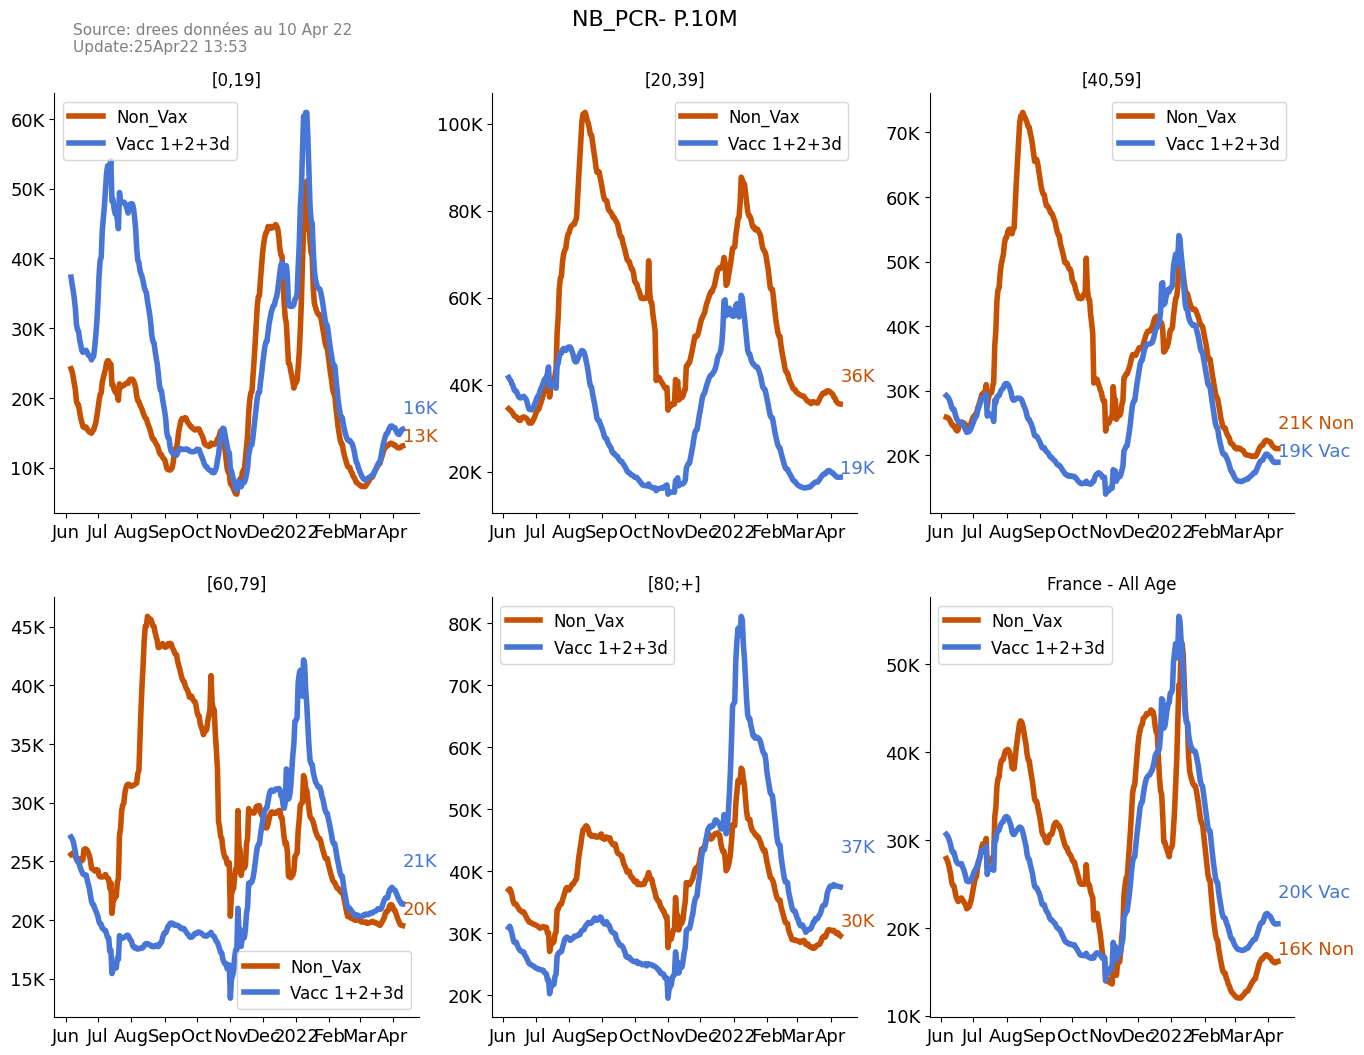 NB_PCR- P.10M
Source: drees données au 10 Apr 22
Update:25Apr22 13:53
[0,19]
Non_Vax
Vacc 1+2+3d
60K
50K
40K
30K
20K
10K
16K
13K
Jun Jul Aug Sep Oct Nov Dec 2022 Feb Mar Apr
[20,39]
Non_Vax
Vacc 1+2+3d
100K
80K
60K
40K
20K
36K
19K
Jun Jul Aug Sep Oct Nov Dec 2022 Feb Mar Apr
[40,59]
Non_Vax
Vacc 1+2+3d
70K
60K
50K
40K
30K
20K
21K Non
19K Vac
Jun Jul Aug Sep Oct Nov Dec 2022 Feb Mar Apr
[60,79]
45K
40K
35K
30K
25K
20K
15K
21K
20K
Non_Vax
Vacc 1+2+3d
Jun Jul Aug Sep Oct Nov Dec 2022 Feb Mar Apr
[80;+]
Non_Vax
Vacc 1+2+3d
80K
70K
60K
50K
40K
30K
20K
37K
30K
Jun Jul Aug Sep Oct Nov Dec 2022 Feb Mar Apr
France - All Age
Non_Vax
Vacc 1+2+3d
50K
40K
30K
20K
10K
20K Vac
16K Non
Jun Jul Aug Sep Oct Nov Dec 2022 Feb Mar Apr